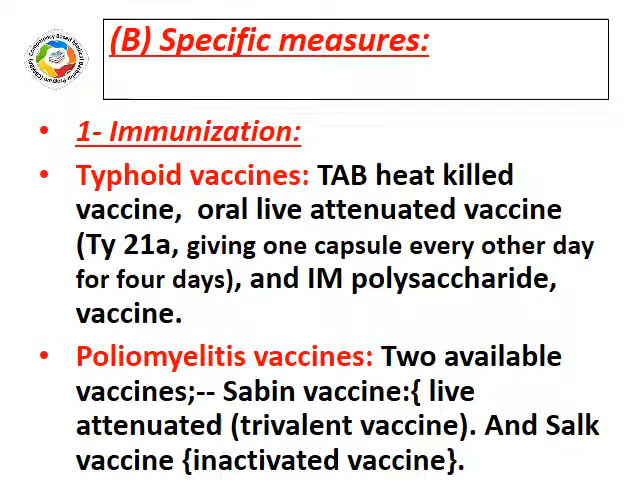 (B) Specific measures:
• 1- Immunization:
• Typhoid vaccines: TAB heat killed
vaccine, oral live attenuated vaccine
(Ty 21a, giving one capsule every other day
for four days), and IM polysaccharide,
vaccine.
• Poliomyelitis vaccines: Two available
vaccines;-- Sabin vaccine:{ live
attenuated (trivalent vaccine). And Salk
vaccine {inactivated vaccine}.